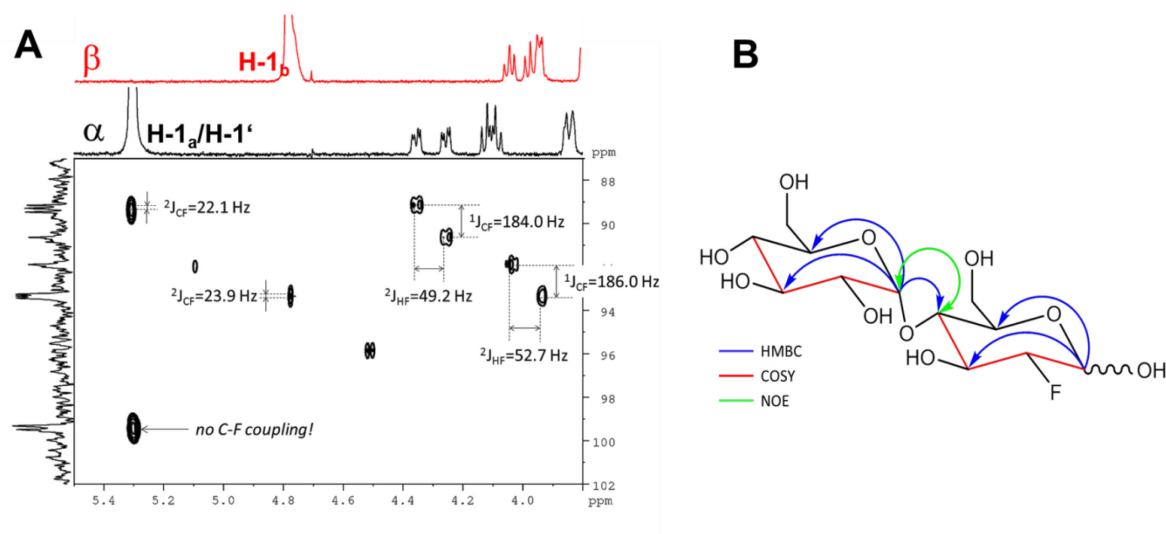 A
β
H-1b
α
H-1a/H-1‘
ppm
²JCF=22.1 Hz
¹JCF=184.0 Hz
²JHF=49.2 Hz
²JCF=23.9 Hz
¹JCF=186.0 Hz
²JHF=52.7 Hz
no C-F coupling!
88
90
94
96
98
100
102
5.4 5.2 5.0 4.8 4.6 4.4 4.2 4.0 ppm
B
OH
O
HO
HO
OH
OH
O
O
HO
F
OH
HMBC
COSY
NOE